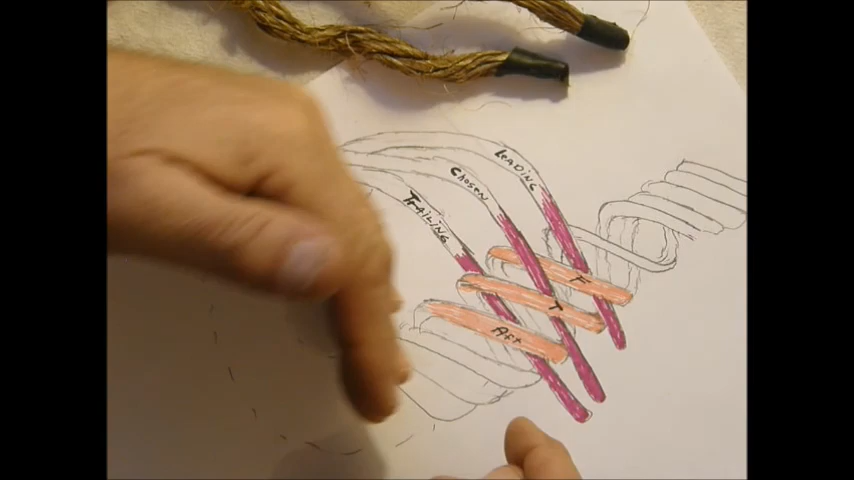 LEADING
Chosen
TRAiLiNG
F
T
Aft